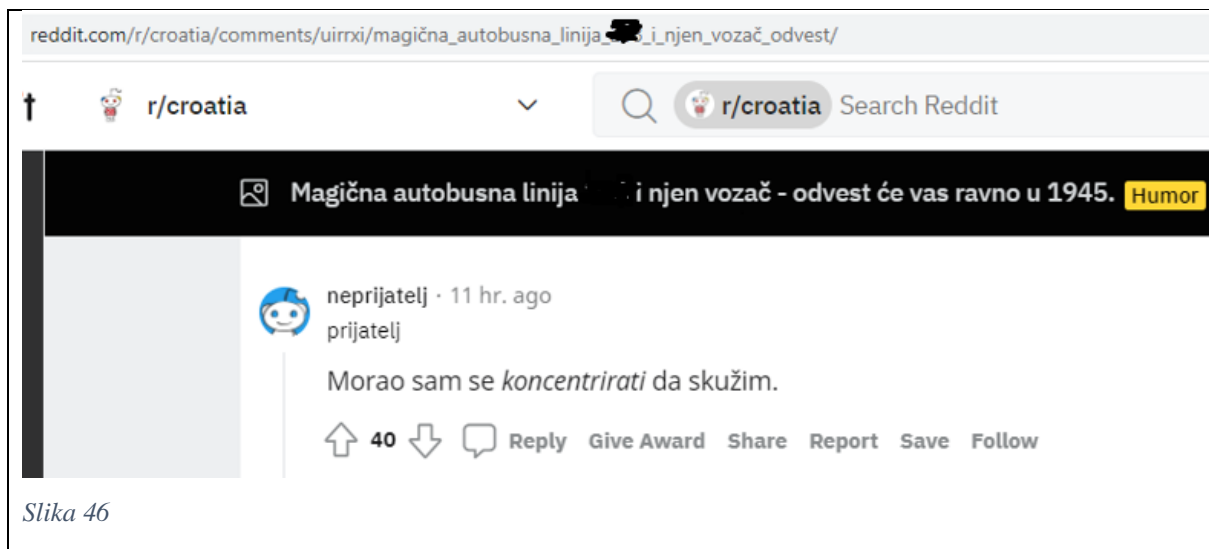 reddit.com/r/croatia/comments/uirrxi/magična_autobusna_linija_ _i_njen_vozač_odvest/
r/croatia
r/croatia Search Reddit
Magična autobusna linija i njen vozač - odvest će vas ravno u 1945. Humor
neprijatelj · 11 hr. ago
prijatelj
Morao sam se koncentrirati da skužim.
40 Reply Give Award Share Report Save Follow
Slika 46